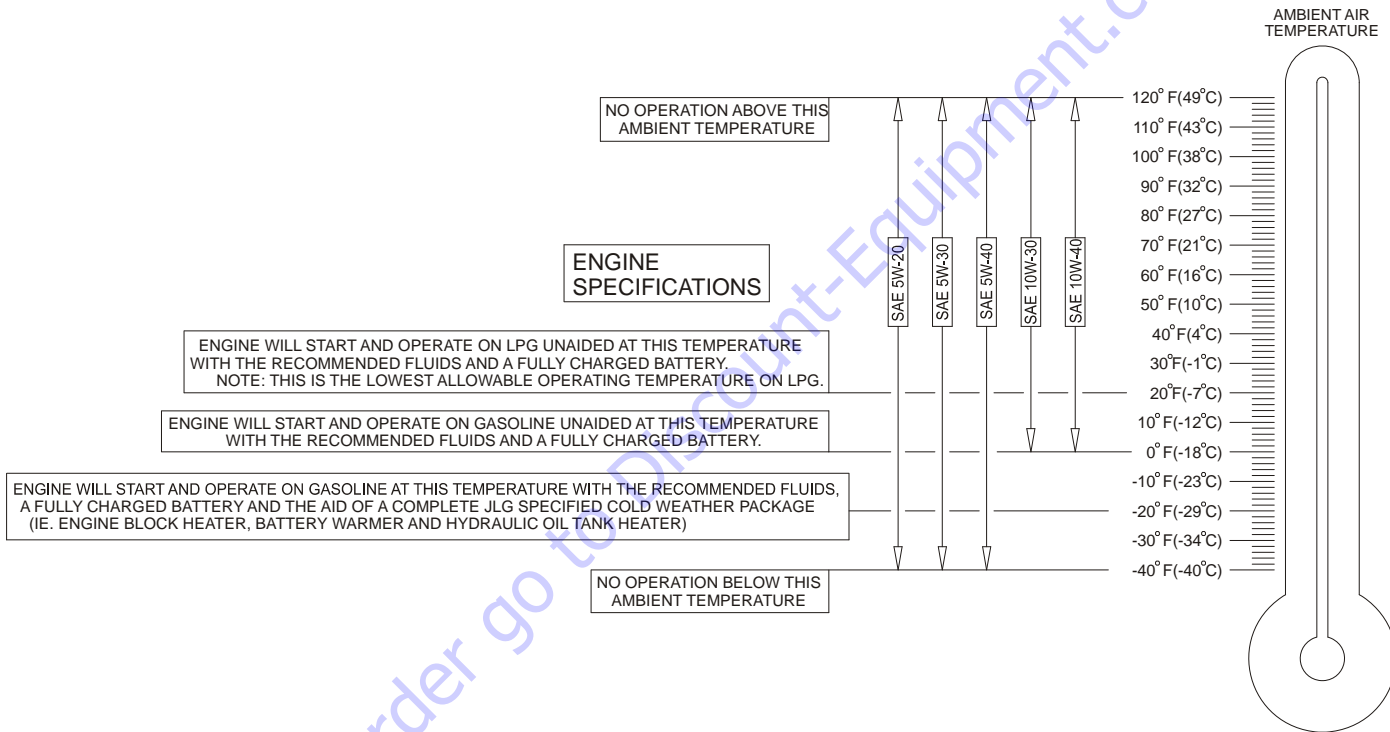 AMBIENT AIR
TEMPERATURE
NO OPERATION ABOVE THIS
AMBIENT TEMPERATURE
120° F(49°C)
110° F(43°C)
100° F(38°C)
90° F(32°C)
80° F(27°C)
70° F(21°C)
60° F(16°C)
50° F(10°C)
40°F(4°C)
30°F(-1°C)
20°F(-7°C)
10° F(-12°C)
0° F(-18°C)
-10° F(-23°C)
-20° F(-29°C)
-30° F(-34°C)
-40° F(-40°C)
SAE 5W-20
SAE 5W-30
SAE 5W-40
SAE 10W-30
SAE 10W-40
ENGINE
SPECIFICATIONS
ENGINE WILL START AND OPERATE ON LPG UNAIDED AT THIS TEMPERATURE
WITH THE RECOMMENDED FLUIDS AND A FULLY CHARGED BATTERY.
NOTE: THIS IS THE LOWEST ALLOWABLE OPERATING TEMPERATURE ON LPG.
ENGINE WILL START AND OPERATE ON GASOLINE UNAIDED AT THIS TEMPERATURE
WITH THE RECOMMENDED FLUIDS AND A FULLY CHARGED BATTERY.
ENGINE WILL START AND OPERATE ON GASOLINE AT THIS TEMPERATURE WITH THE RECOMMENDED FLUIDS,
A FULLY CHARGED BATTERY AND THE AID OF A COMPLETE JLG SPECIFIED COLD WEATHER PACKAGE
(IE. ENGINE BLOCK HEATER, BATTERY WARMER AND HYDRAULIC OIL TANK HEATER)
NO OPERATION BELOW THIS
AMBIENT TEMPERATURE
go to Discount-Equipment.c